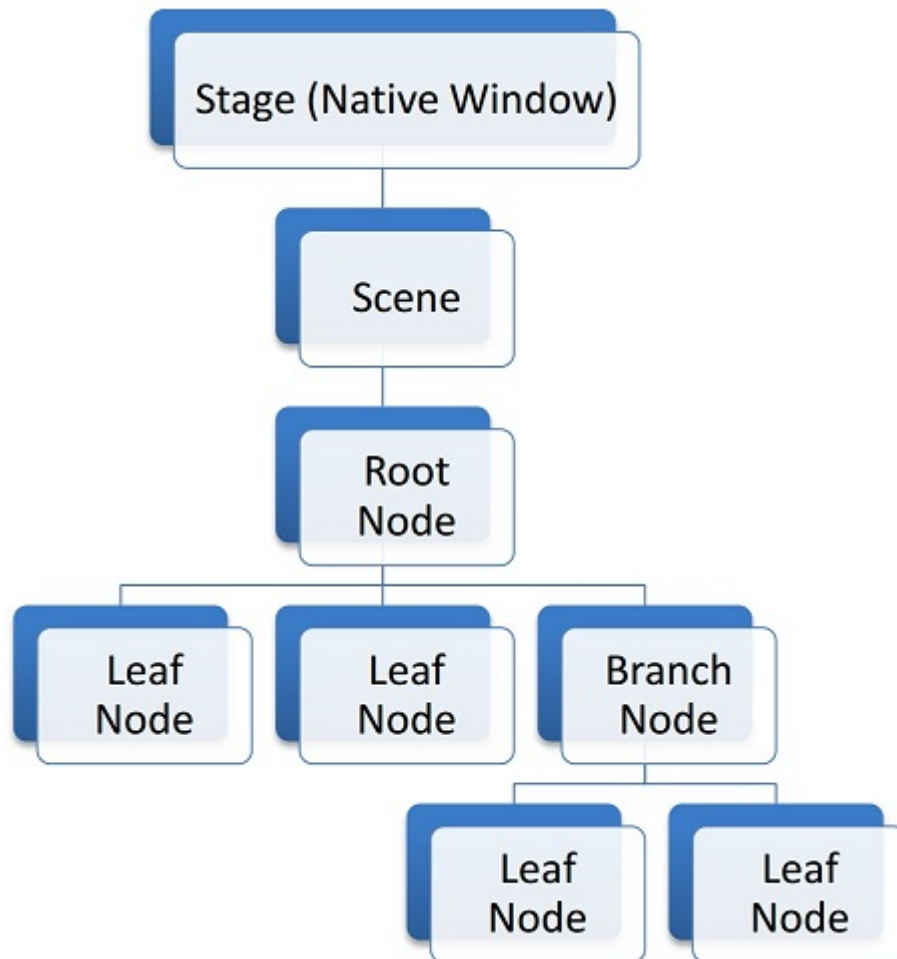 Stage (Native Window)
Scene
Root
Node
Leaf
Node
Leaf
Node
Branch
Node
Leaf
Node
Leaf
Node